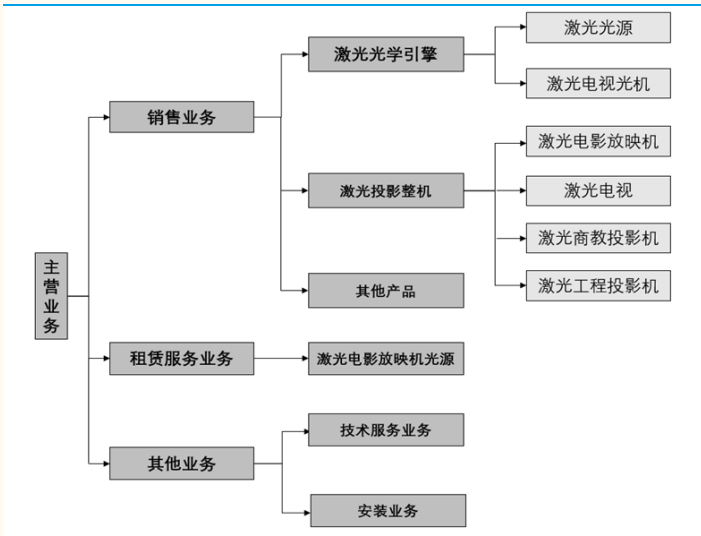 主营业务
销售业务
激光光学引擎
激光光源
激光电视光机
激光投影整机
激光电影放映机
激光电视
激光商教投影机
激光工程投影机
其他产品
租赁服务业务
激光电影放映机光源
其他业务
技术服务业务
安装业务